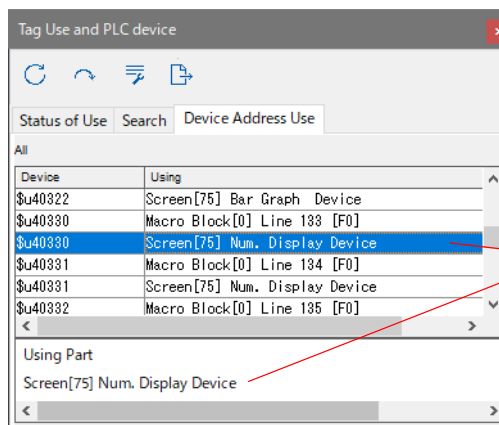 Tag Use and PLC device
Status of Use Search Device Address Use
All
Device Using
$u40322 Screen[75] Bar Graph Device
$u40330 Macro Block[0] Line 133 [F0]
$u40330 Screen[75] Num. Display Device
$u40331 Macro Block[0] Line 134 [F0]
$u40331 Screen[75] Num. Display Device
$u40332 Macro Block[0] Line 135 [F0]
Using Part
Screen[75] Num. Display Device